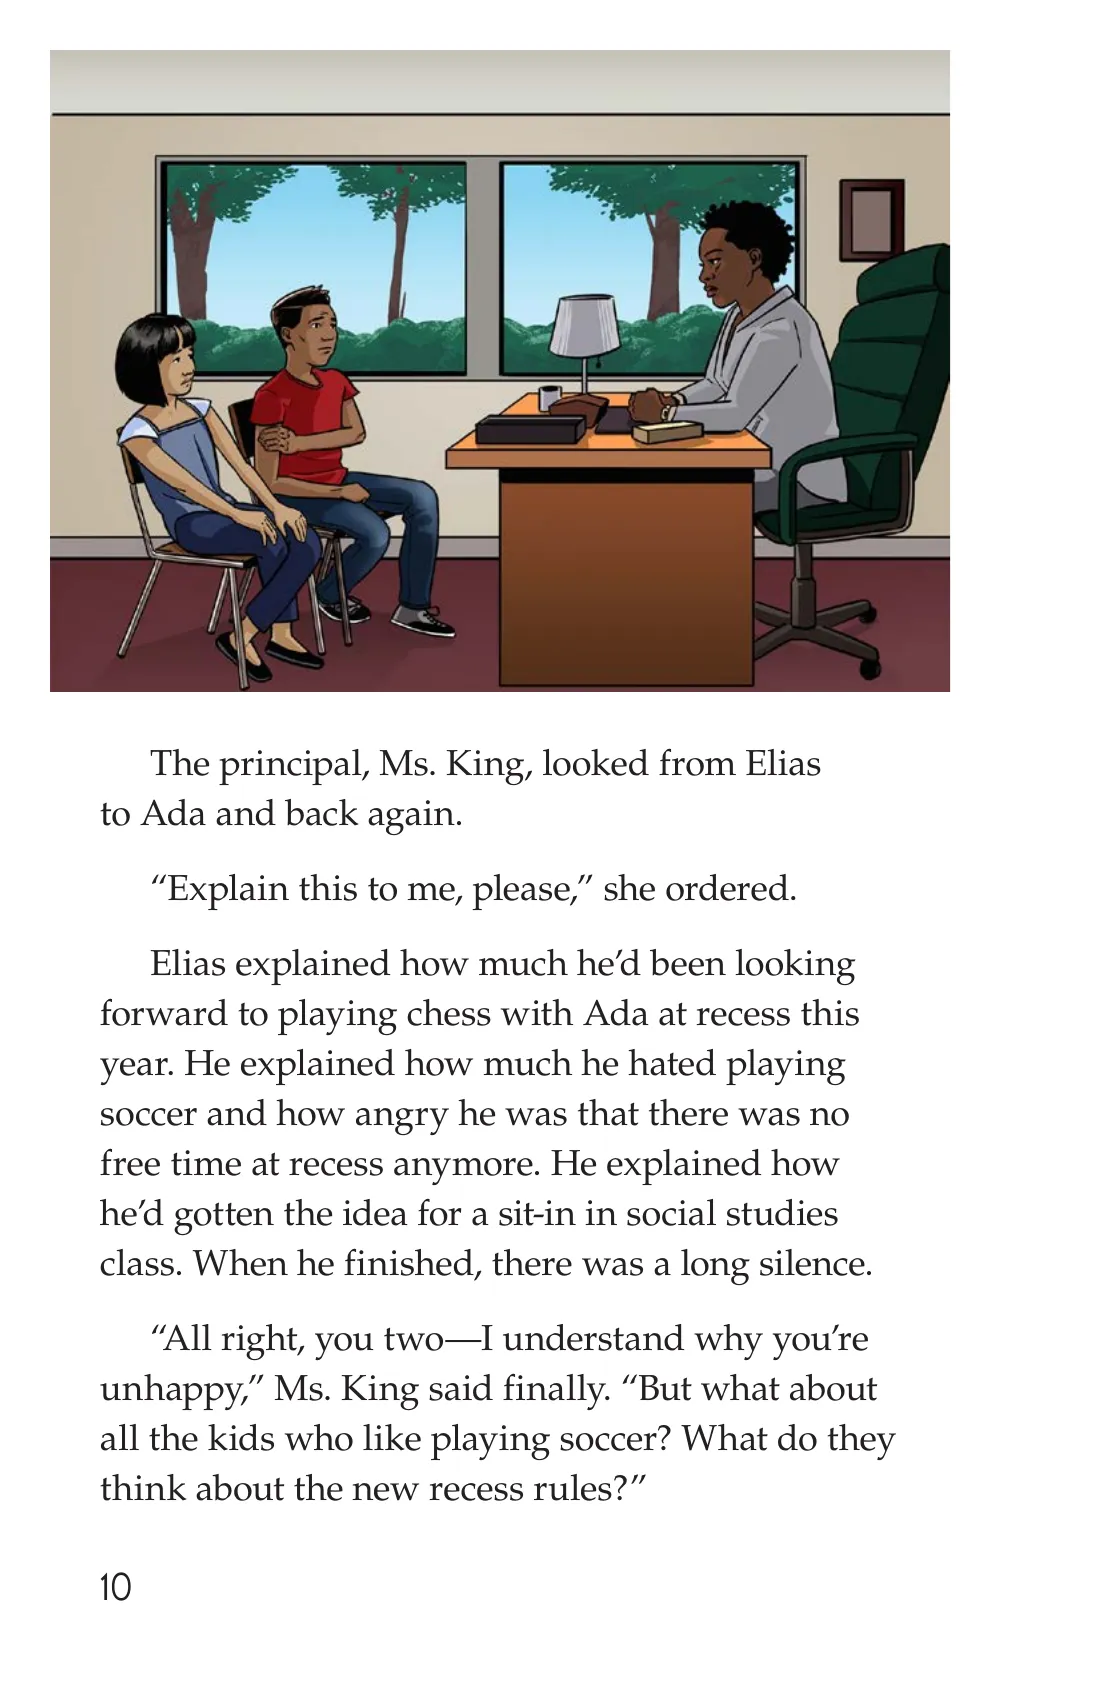 The principal, Ms. King, looked from Elias
to Ada and back again.
“Explain this to me, please,” she ordered.
Elias explained how much he’d been looking
forward to playing chess with Ada at recess this
year. He explained how much he hated playing
soccer and how angry he was that there was no
free time at recess anymore. He explained how
he’d gotten the idea for a sit-in in social studies
class. When he finished, there was a long silence.
“All right, you two—I understand why you’re
unhappy,” Ms. King said finally. “But what about
all the kids who like playing soccer? What do they
think about the new recess rules?”
10